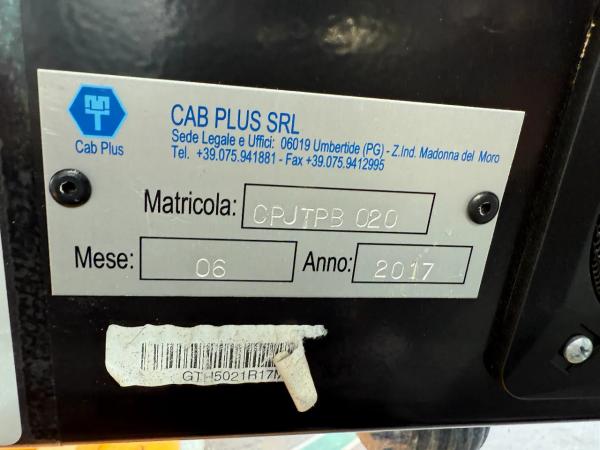 CAB PLUS SRL
Sede Legale e Uffici: 06019 Umbertide (PG) - Z.Ind. Madonna del Moro
Tel. +39.075.941881 - Fax +39.075.9412995
Cab Plus
Matricola: CPJTPB 020
Mese: 06 Anno: 2017
GTH5021R17M